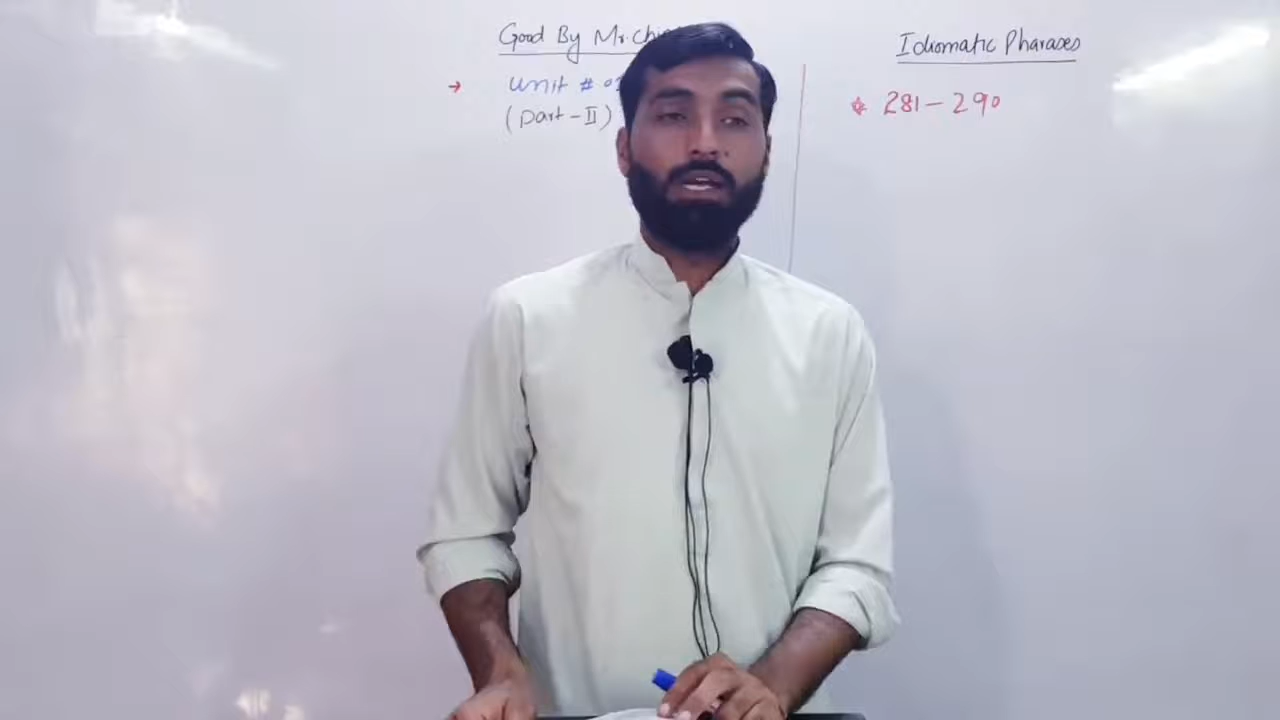 Good By Mr.
→ Unit #
(Part-II)
Idiomatic Pharases
281-290